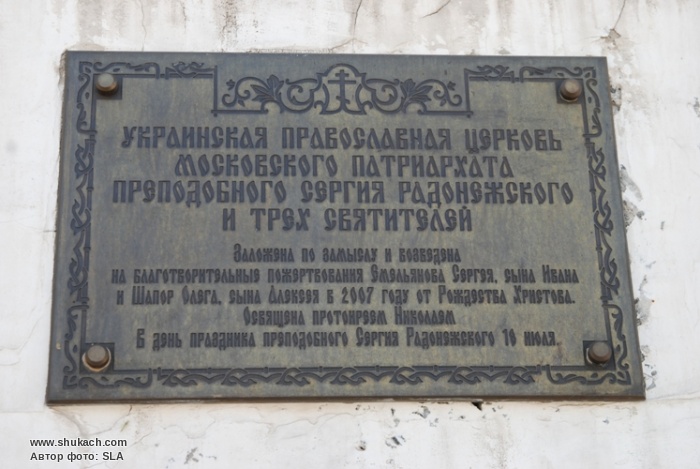 УКРАИНСКАЯ ПРАВОСЛАВНАЯ ЦЕРКОВЬ
МОСКОВСКОГО ПАТРИАРХАТА
ПРЕПОДОБНОГО СЕРГИЯ РАДОНЕЖСКОГО
И ТРЕХ СВЯТИТЕЛЕЙ
Заложена по замыслу и возведена
на благотворительные пожертвования Емельянова Сергея, сына Ивана
и Шапор Олега, сына Алексея в 2007 году от Рождества Христова.
Освящена протоиреем Николаем
В день праздника преподобного Сергия Радонежского 18 июля.
www.shukach.com
Автор фото: SLA